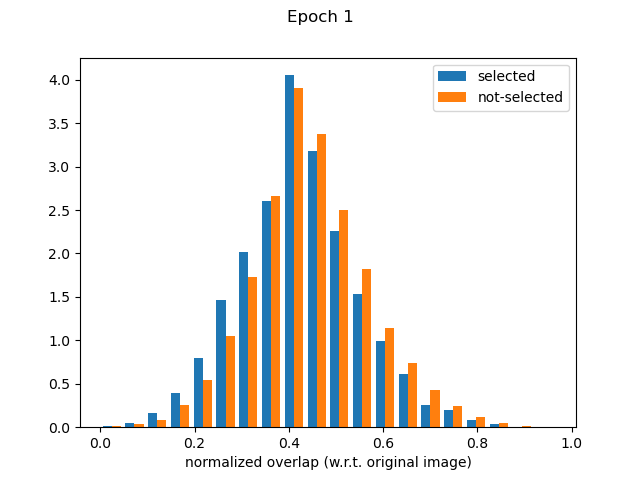 Epoch 1
selected
not-selected
4.0
3.5
3.0
2.5
2.0
1.5
1.0
0.5
0.0
0.0 0.2 0.4 0.6 0.8 1.0
normalized overlap (w.r.t. original image)